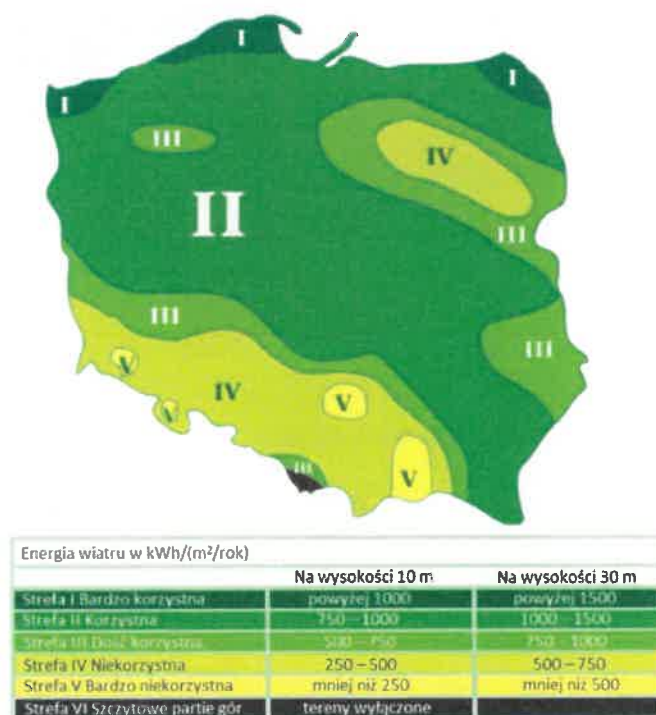 I
I
I
III
IV
II
III
III
III
V
IV
V
V
III
V
Energia wiatru w kWh/(m²/rok)
Na wysokości 10 m Na wysokości 30 m
Strefa I Bardzo korzystna powyżej 1000 powyżej 1500
Strefa II Korzystna 750 – 1000 1000 – 1500
Strefa III Dość korzystna 500 – 750 750 – 1000
Strefa IV Niekorzystna 250 – 500 500 – 750
Strefa V Bardzo niekorzystna mniej niż 250 mniej niż 500
Strefa VI Szczytowe partie gór tereny wyłączone